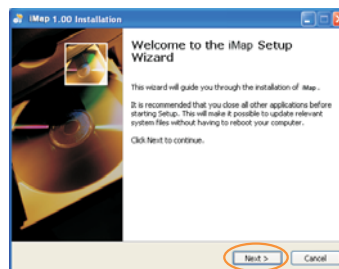 iMap 1.00 Installation
Welcome to the iMap Setup
Wizard
This wizard will guide you through the installation of iMap.
It is recommended that you close all other applications before
starting Setup. This will make it possible to update relevant
system files without having to reboot your computer.
Click Next to continue.
Next >
Cancel